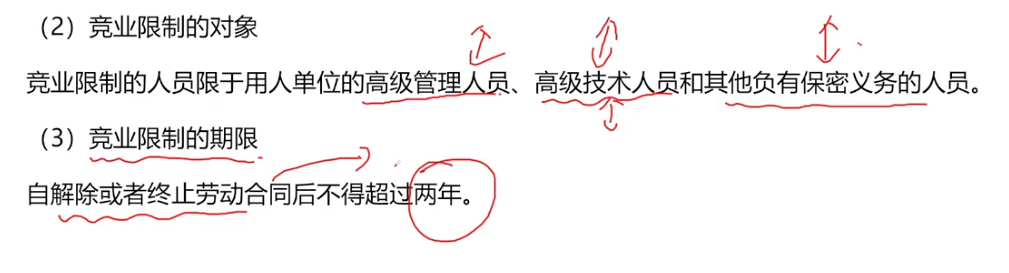 （2）竞业限制的对象
竞业限制的人员限于用人单位的高级管理人员、高级技术人员和其他负有保密义务的人员。
（3）竞业限制的期限
自解除或者终止劳动合同后不得超过两年。